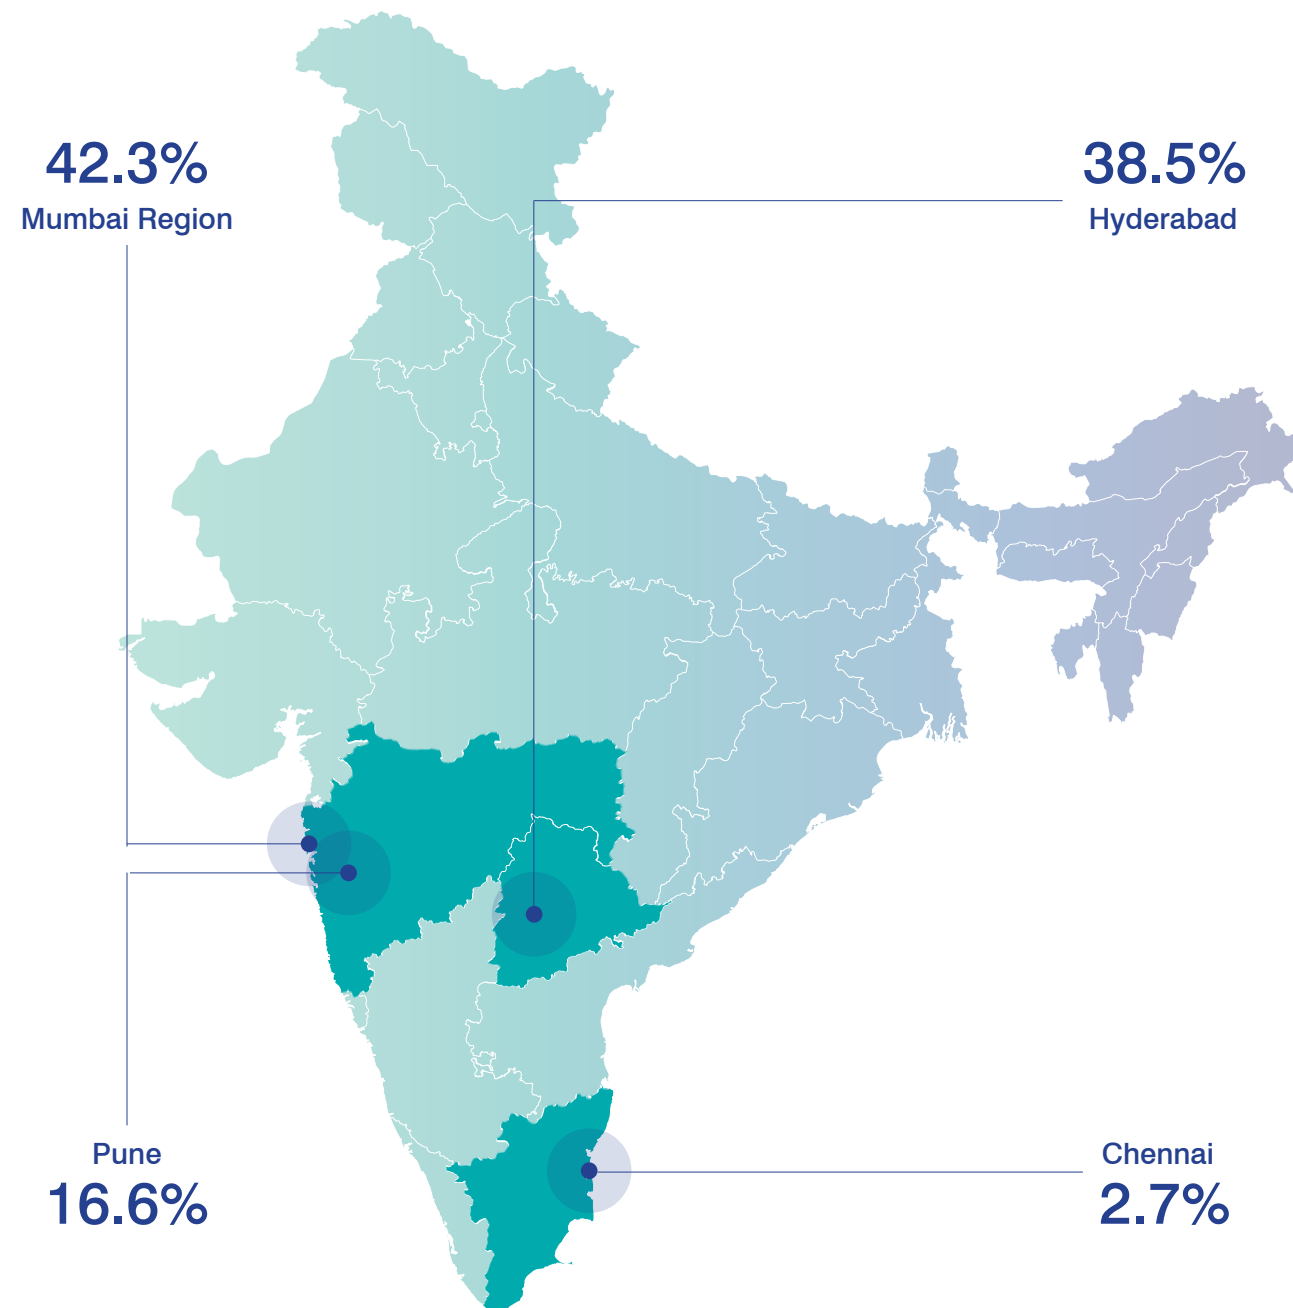 42.3%
Mumbai Region
38.5%
Hyderabad
Pune
16.6%
Chennai
2.7%